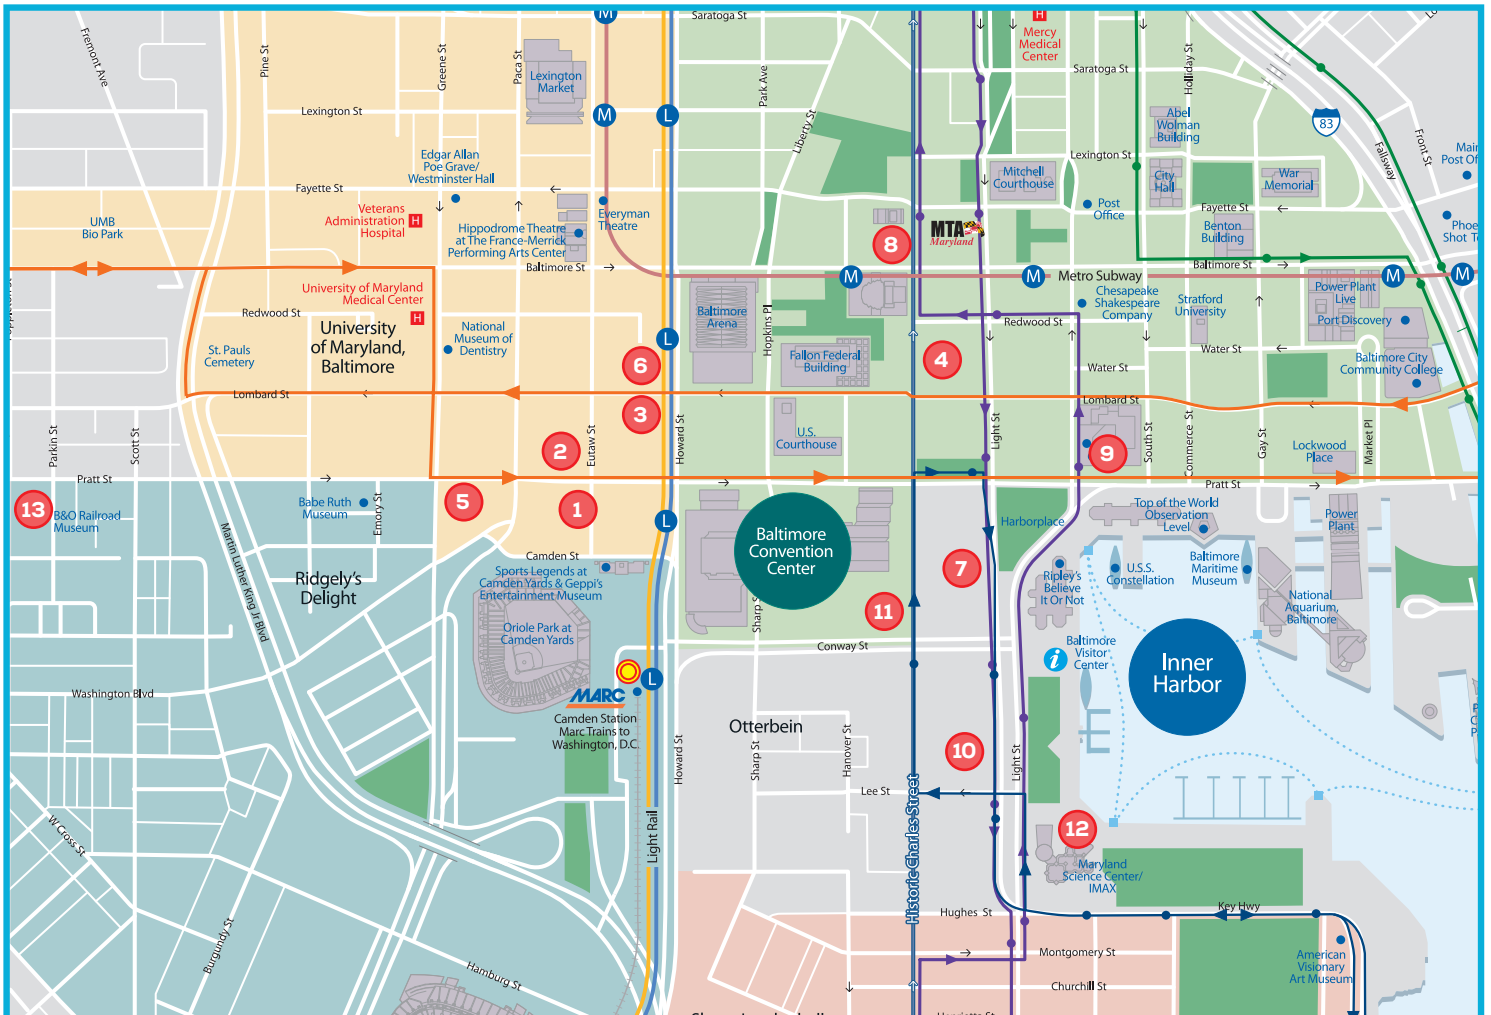 Saratoga St
Fremont Ave
Pine St
Greene St
Paca St
M
Lexington
Market
Park Ave
Liberty St
Mercy
Medical
Center
H
Saratoga St
Holliday St
83
Fallsway
Front St
Lexington St
M
L
Abel
Wolman
Building
Edgar Allan
Poe Grave/
Westminster Hall
Lexington St
Mitchell
Courthouse
City
Hall
War
Memorial
Main
Post Of
Fayette St
Veterans
Administration
Hospital
H
UMB
Bio Park
Hippodrome Theatre
at The France-Merrick
Performing Arts Center
Everyman
Theatre
8
MTA
Maryland
Post
Office
Fayette St
Benton
Building
Phoe
Shot T
Baltimore St
Baltimore St
M
M
Metro Subway
M
M
University of Maryland
Medical Center
H
Redwood St
University
of Maryland,
Baltimore
National
Museum of
Dentistry
St. Pauls
Cemetery
Baltimore
Arena
Hopkins Pl
L
Fallon Federal
Building
Chesapeake
Shakespeare
Company
Redwood St
Stratford
University
Power Plant
Live
Port Discovery
Water St
Water St
Baltimore City
Community College
6
4
Lombard St
3
Lombard St
Parkin St
Scott St
2
Eutaw St
Howard St
U.S.
Courthouse
Light St
9
South St
Commerce St
Gay St
Lockwood
Place
Market Pl
Pratt St
Pratt St
13
B&O Railroad
Museum
Babe Ruth
Museum
Emory St
5
1
L
Baltimore
Convention
Center
Harborplace
Top of the World
Observation
Level
Power
Plant
Martin Luther King Jr Blvd
Camden St
Ridgely's
Delight
Sports Legends at
Camden Yards & Geppi's
Entertainment Museum
Oriole Park at
Camden Yards
7
Ripley's
Believe
It Or Not
U.S.S.
Constellation
Baltimore
Maritime
Museum
National
Aquarium,
Baltimore
11
Sharp S
Conway St
Baltimore
Visitor
Center
i
Inner
Harbor
Washington Blvd
L
MARC
Camden Station
Marc Trains to
Washington, D.C.
Otterbein
Howard St
Sharp St
Hanover St
10
Light St
Lee St
Historic Charles Street
W Cross St
Light Rail
12
Maryland
Science Center/
IMAX
Hughes St
Key Hwy
Burgundy St
Hamburg St
Montgomery St
Churchill St
American
Visionary
Art Museum